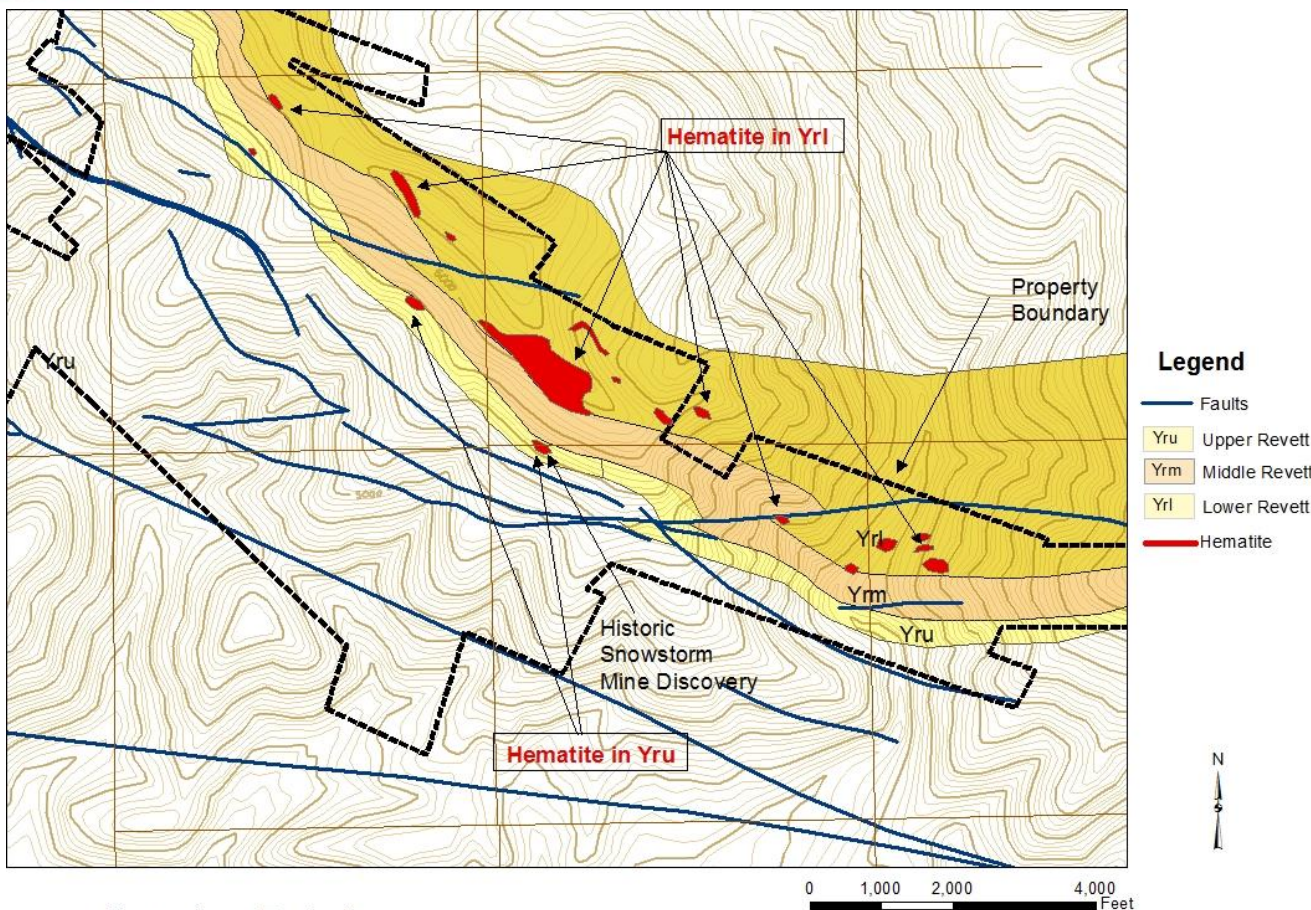 Hematite in Yrl
6000
Property
Boundary
Yru
5000
Yrl
Yrm
Yru
Historic
Snowstorm
Mine Discovery
Hematite in Yru
Legend
Faults
Yru Upper Revett
Yrm Middle Revett
Yrl Lower Revett
Hematite
N
S
0 1,000 2,000 4,000
Feet